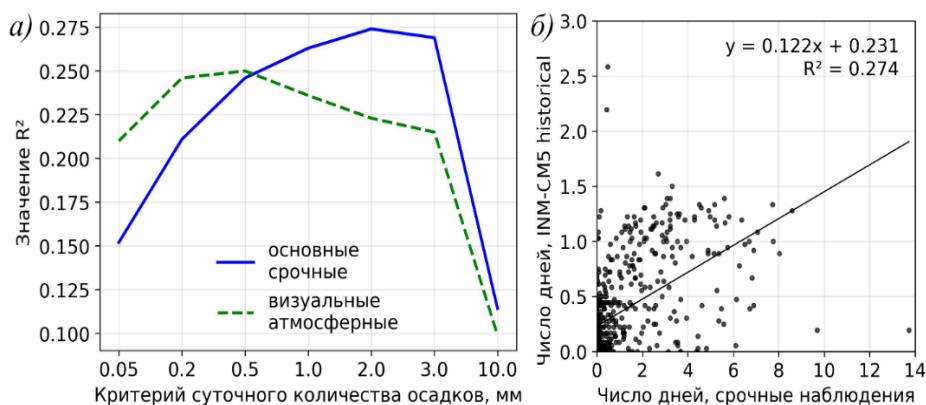 а)
Значение R²
0.275
0.250
0.225
0.200
0.175
0.150
0.125
0.100
основные
срочные
визуальные
атмосферные
0.05 0.2 0.5 1.0 2.0 3.0 10.0
Критерий суточного количества осадков, мм
б)
Число дней, INM-CM5 historical
3.0
2.5
2.0
1.5
1.0
0.5
0.0
y = 0.122x + 0.231
R² = 0.274
0 2 4 6 8 10 12 14
Число дней, срочные наблюдения